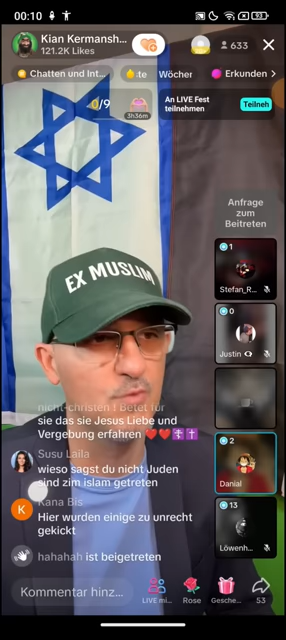 00:10
93
Kian Kermansh...
121.2K Likes
633
Chatten und Int...
:te
Wöcher
Erkunden
0/9
3h36m
An LIVE Fest
teilnehmen
Teilneh
Anfrage
zum
Beitreten
EX MUSLIM
1
Stefan_R...
0
Justin
2
Danial
13
Löwenh...
nicht-christen ! Betet für
sie das sie Jesus Liebe und
Vergebung erfahren ❤️❤️✝️✝️
Susu Laila
wieso sagst du nicht Juden
sind zim islam getreten
K
Kana Bis
Hier wurden einige zu unrecht
gekickt
hahahah ist beigetreten
Kommentar hinz...
LIVE mi...
Rose
Gesche...
53